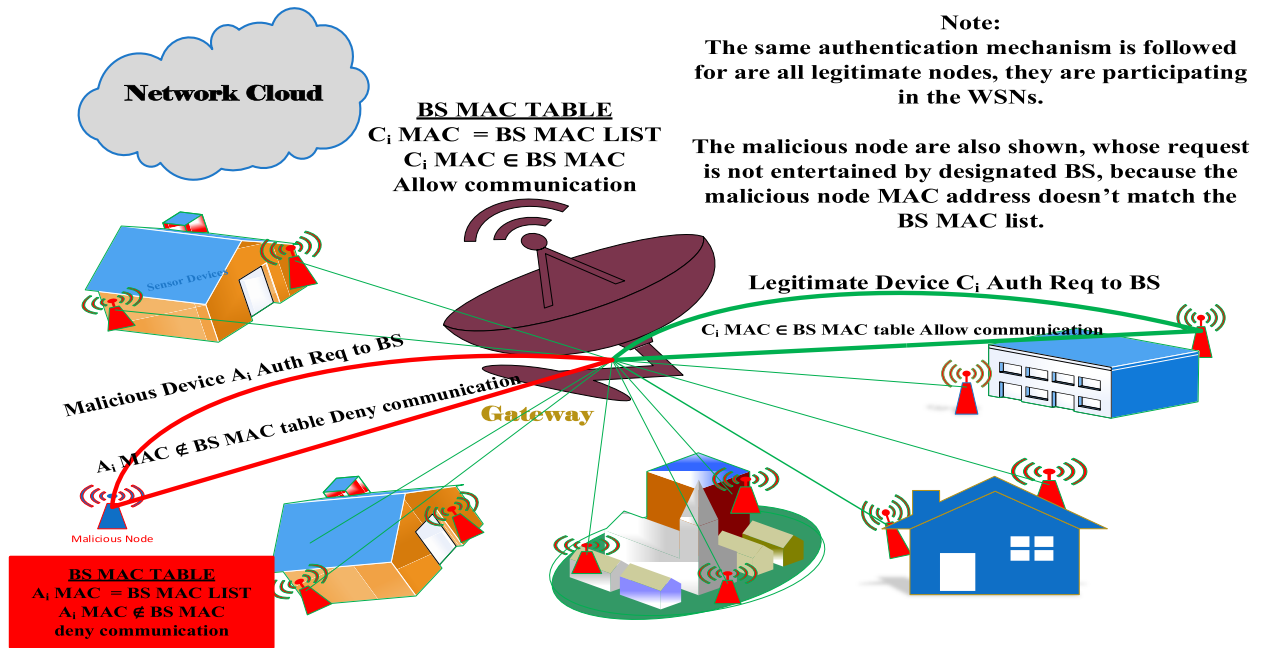 Network Cloud
BS MAC TABLE
Cᵢ MAC = BS MAC LIST
Cᵢ MAC ∈ BS MAC
Allow communication
Note:
The same authentication mechanism is followed
for are all legitimate nodes, they are participating
in the WSNs.
The malicious node are also shown, whose request
is not entertained by designated BS, because the
malicious node MAC address doesn’t match the
BS MAC list.
Sensor Devices
Legitimate Device Cᵢ Auth Req to BS
Cᵢ MAC ∈ BS MAC table Allow communication
Malicious Device Aᵢ Auth Req to BS
Aᵢ MAC ∉ BS MAC table Deny communication
Gateway
Malicious Node
BS MAC TABLE
Aᵢ MAC = BS MAC LIST
Aᵢ MAC ∉ BS MAC
deny communication